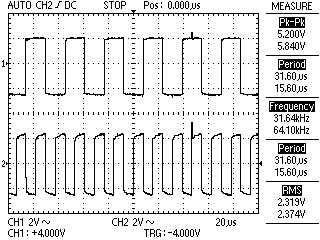 AUTO CH2 DC STOP Pos: 0.000µs MEASURE
Pk-Pk
5.200V
5.840V
1
Period
31.60µs
15.60µs
Frequency
31.64kHz
64.10kHz
Period
31.60µs
15.60µs
2
RMS
2.319V
2.374V
CH1 2V CH2 2V 20µs
CH1: +4.000V TRG: -4.000V